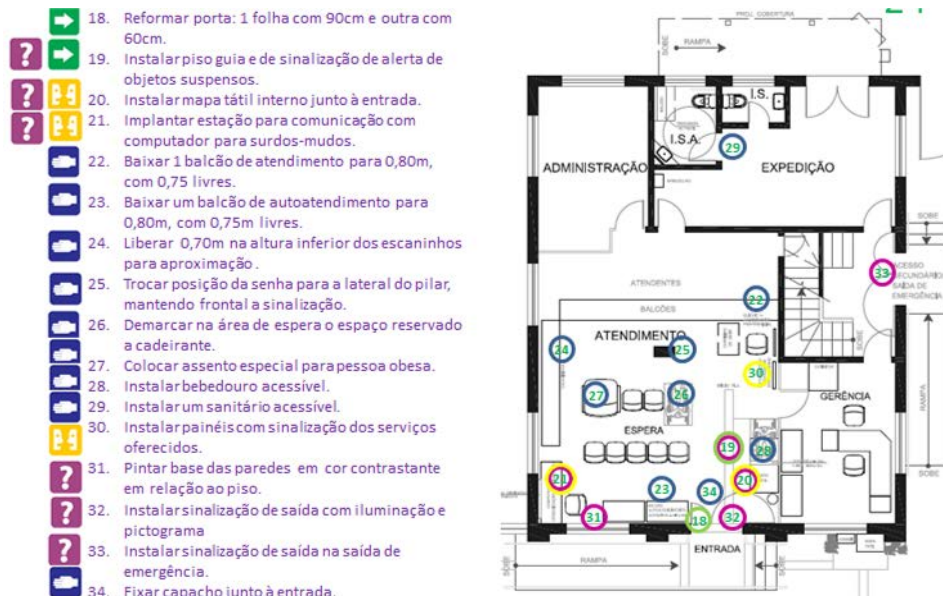 18. Reformar porta: 1 folha com 90cm e outra com
60cm.
19. Instalar piso guia e de sinalização de alerta de
objetos suspensos.
20. Instalar mapa tátil interno junto à entrada.
21. Implantar estação para comunicação com
computador para surdos-mudos.
22. Baixar 1 balcão de atendimento para 0,80m,
com 0,75 livres.
23. Baixar um balcão de autoatendimento para
0,80m, com 0,75m livres.
24. Liberar 0,70m na altura inferior dos escaninhos
para aproximação .
25. Trocar posição da senha para a lateral do pilar,
mantendo frontal a sinalização.
26. Demarcar na área de espera o espaço reservado
a cadeirante.
27. Colocar assento especial para pessoa obesa.
28. Instalar bebedouro acessível.
29. Instalar um sanitário acessível.
30. Instalar painéis com sinalização dos serviços
oferecidos.
31. Pintar base das paredes em cor contrastante
em relação ao piso.
32. Instalar sinalização de saída com iluminação e
pictograma
33. Instalar sinalização de saída na saída de
emergência.
34. Fixar capacho junto à entrada.
PROJ. COBERTURA
SOBE
RAMPA
I.S.
I.S.A.
29
ADMINISTRAÇÃO
EXPEDIÇÃO
SOBE
33
ACESSO
SECUNDÁRIO
SAÍDA DE
EMERGÊNCIA
ATENDENTES
22
BALCÕES
ATENDIMENTO
SOBE
24
25
30
27
26
GERÊNCIA
RAMPA
ESPERA
19
28
21
20
23
34
31
18
32
SOBE
ENTRADA
RAMPA
SOBE
SOBE